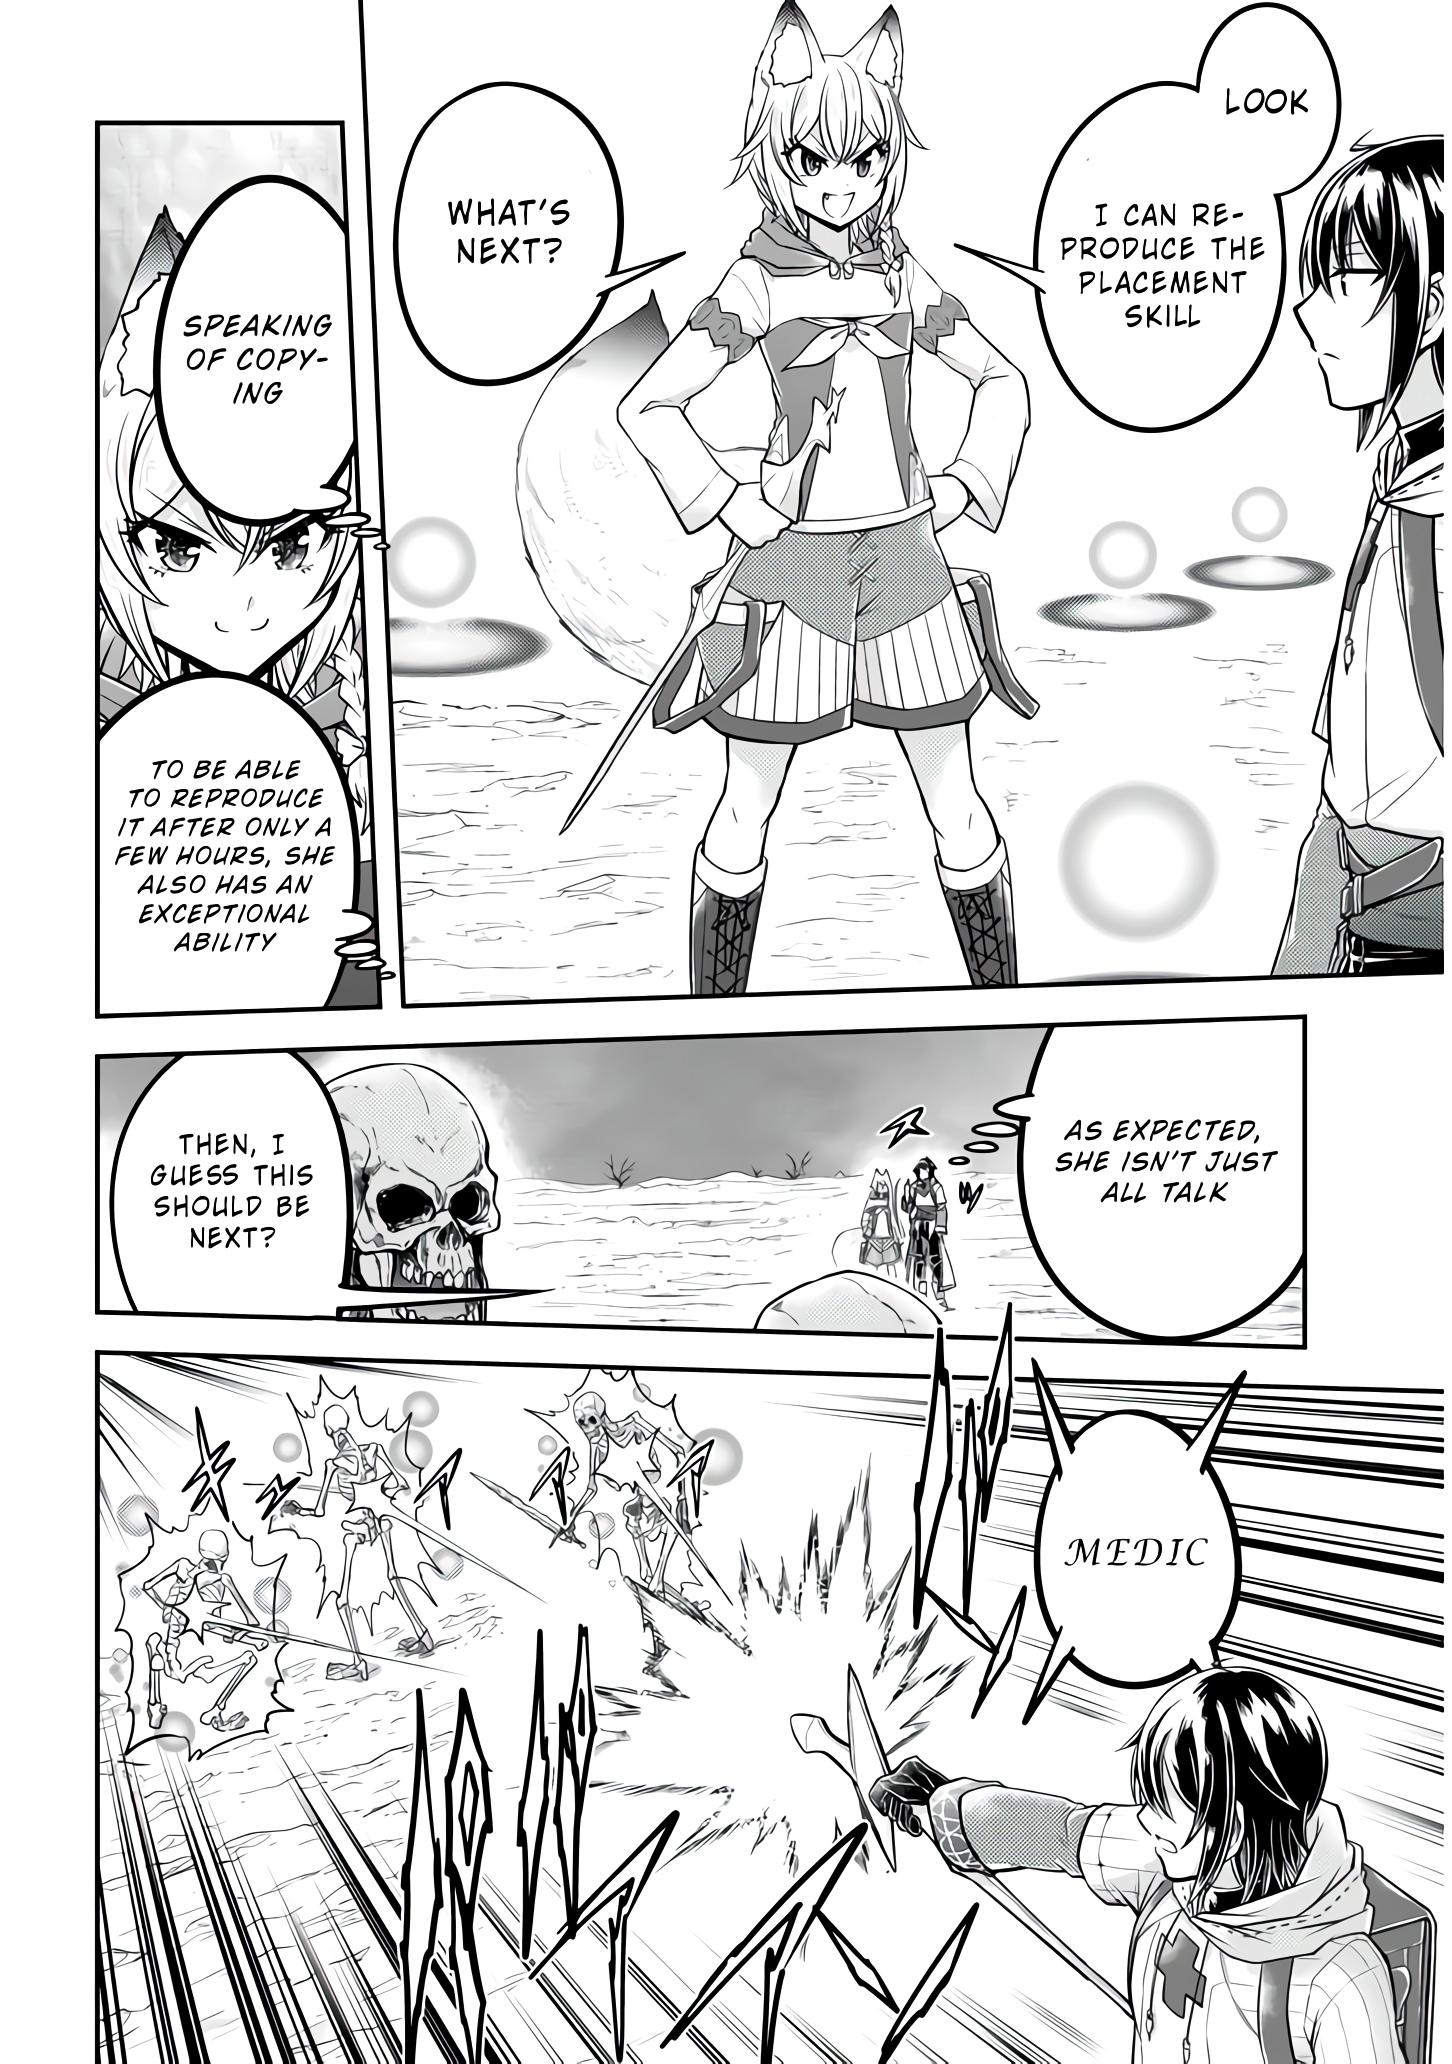 LOOK
I CAN RE-
PRODUCE THE
PLACEMENT
SKILL
WHAT'S
NEXT?
SPEAKING
OF COPY-
ING
TO BE ABLE
TO REPRODUCE
IT AFTER ONLY A
FEW HOURS, SHE
ALSO HAS AN
EXCEPTIONAL
ABILITY
AS EXPECTED,
SHE ISN'T JUST
ALL TALK
THEN, I
GUESS THIS
SHOULD BE
NEXT?
MEDIC